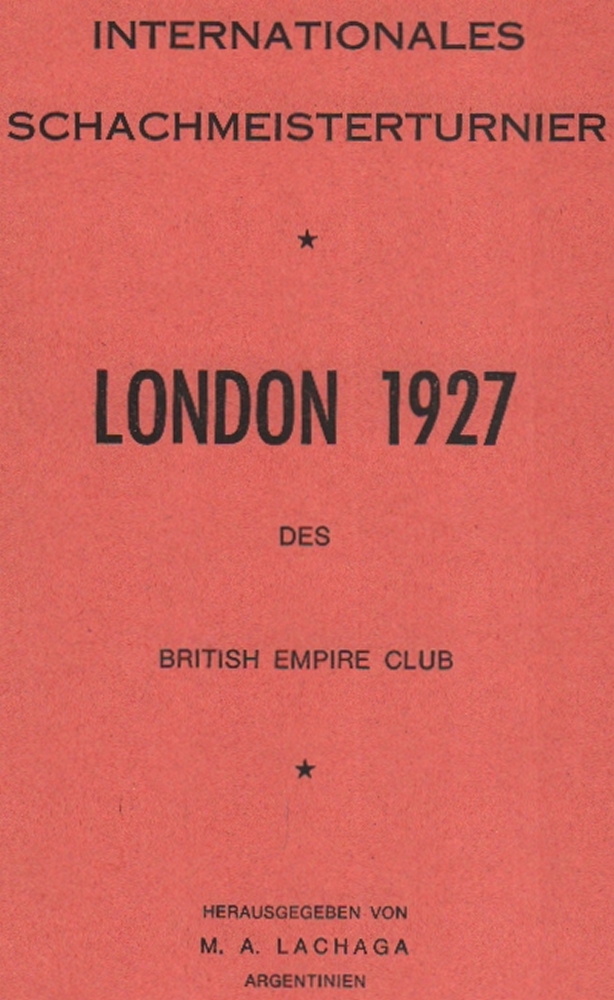 INTERNATIONALES
SCHACHMEISTERTURNIER
LONDON 1927
DES
BRITISH EMPIRE CLUB
HERAUSGEGEBEN VON
M. A. LACHAGA
ARGENTINIEN